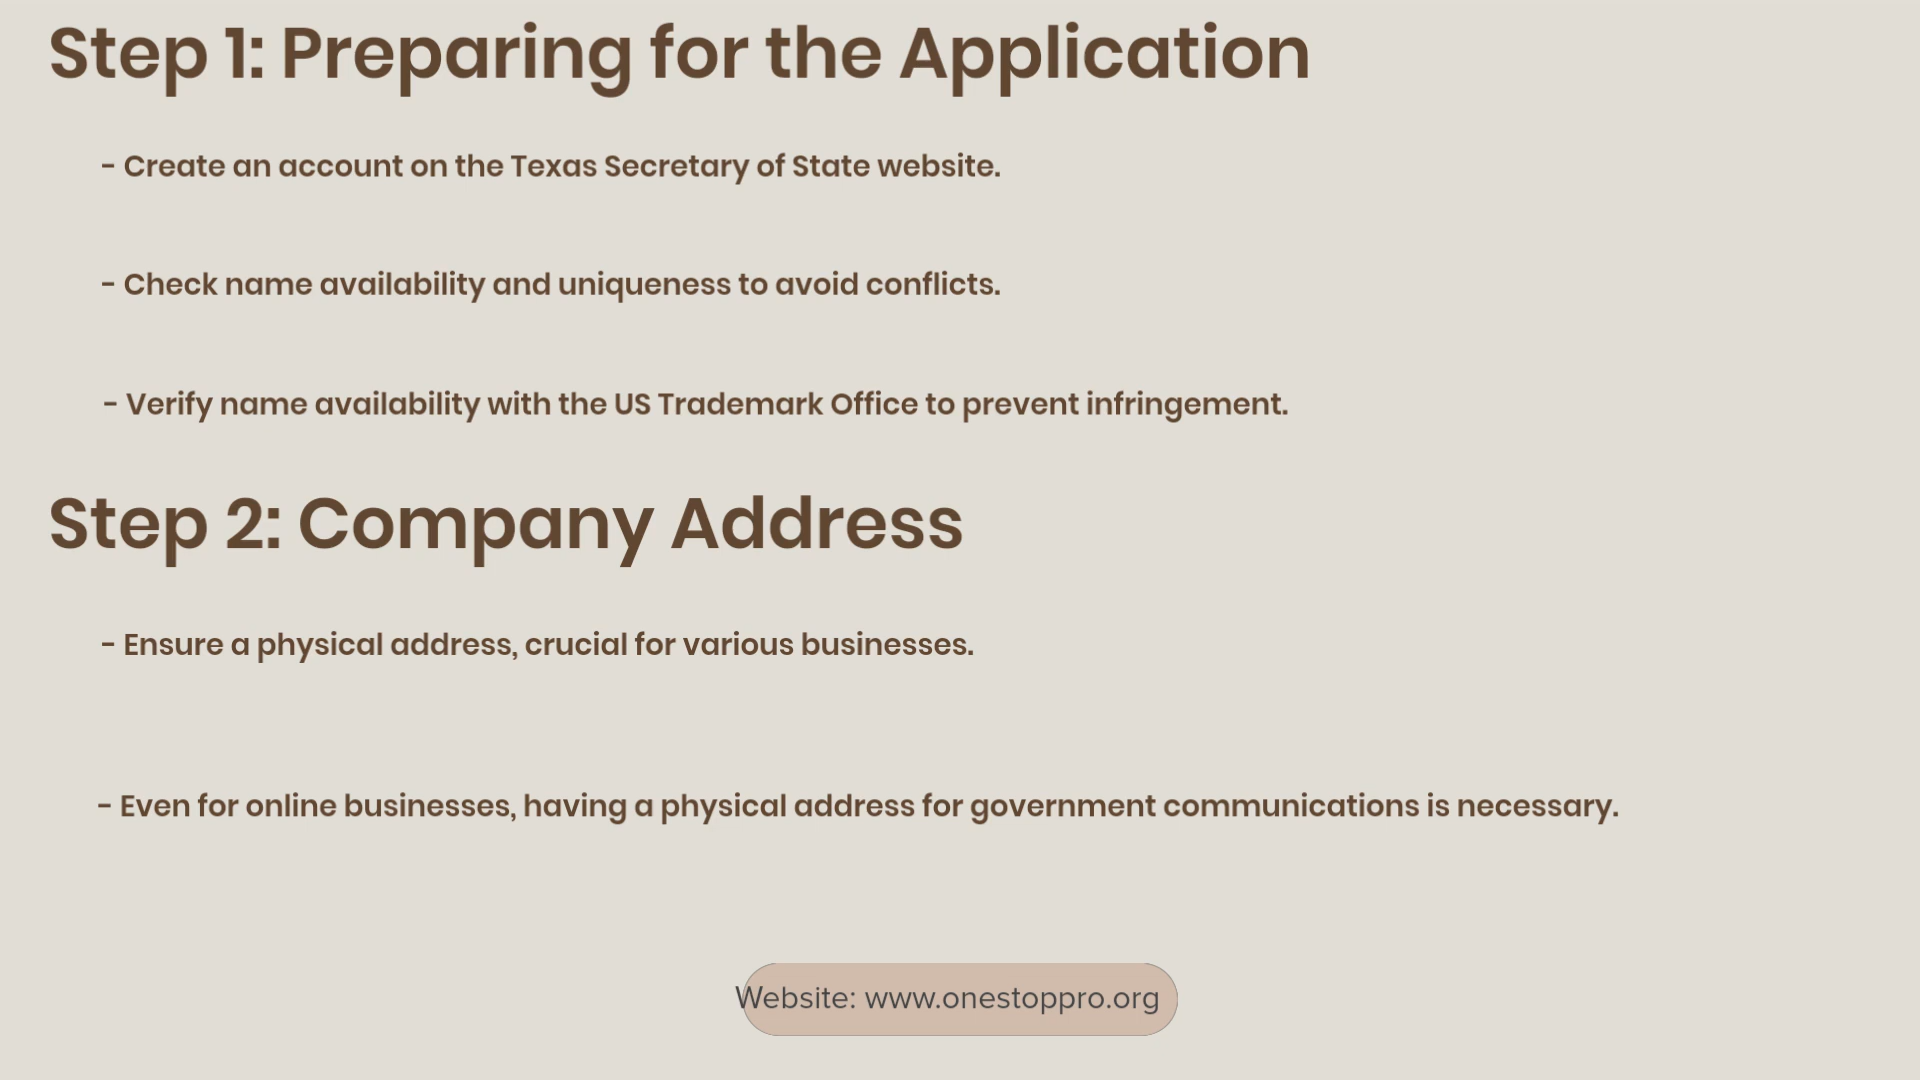 Step 1: Preparing for the Application
- Create an account on the Texas Secretary of State website.
- Check name availability and uniqueness to avoid conflicts.
- Verify name availability with the US Trademark Office to prevent infringement.
Step 2: Company Address
- Ensure a physical address, crucial for various businesses.
- Even for online businesses, having a physical address for government communications is necessary.
Website: www.onestoppro.org